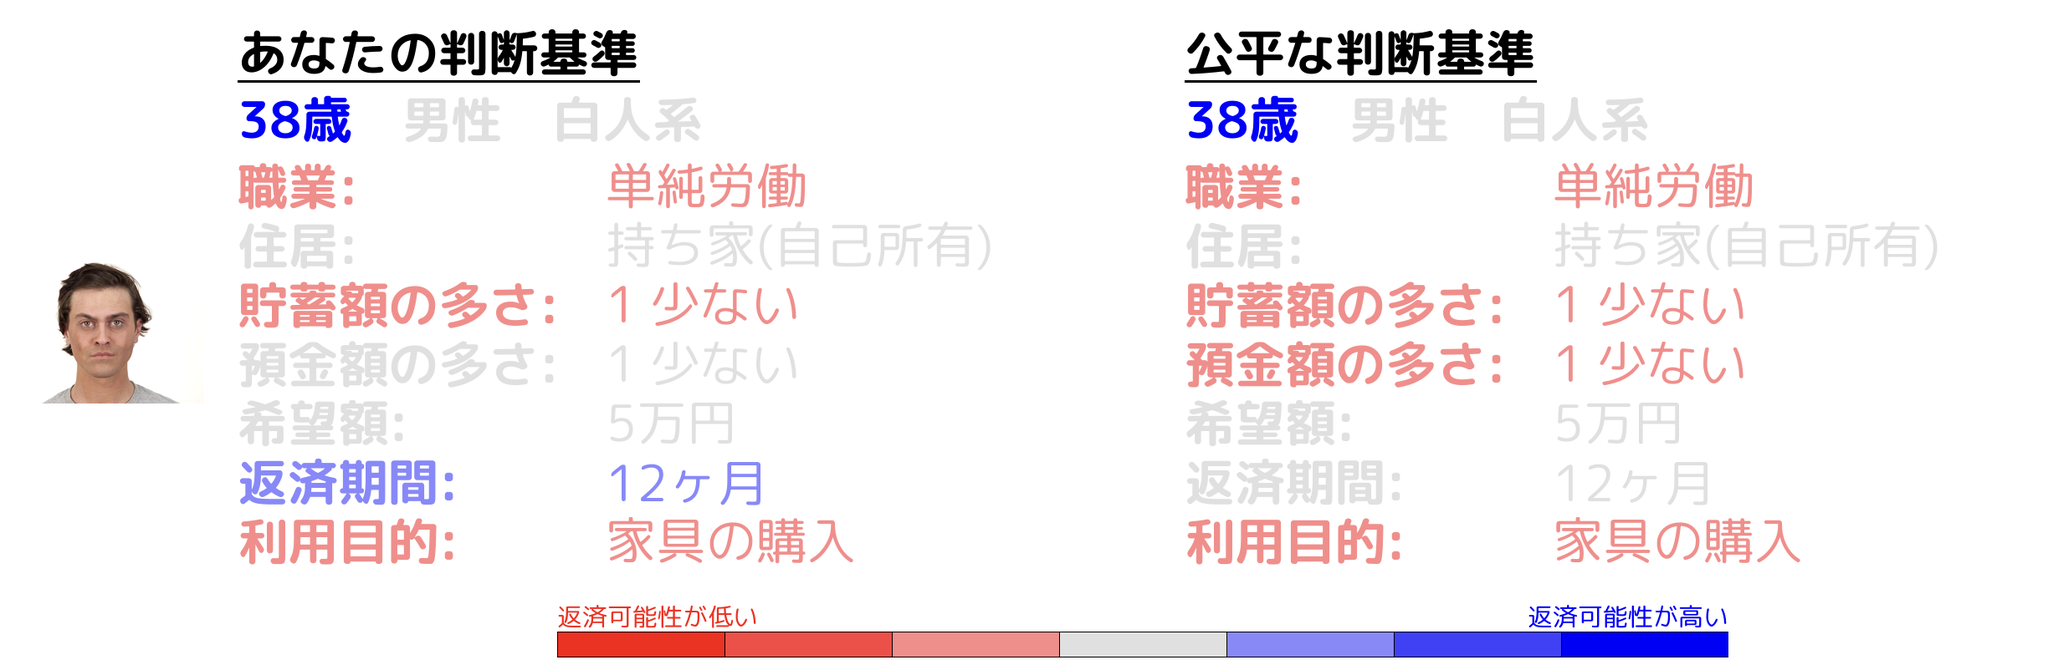 あなたの判断基準
38歳 男性 白人系
職業: 単純労働
住居: 持ち家(自己所有)
貯蓄額の多さ: 1 少ない
預金額の多さ: 1 少ない
希望額: 5万円
返済期間: 12ヶ月
利用目的: 家具の購入
公平な判断基準
38歳 男性 白人系
職業: 単純労働
住居: 持ち家(自己所有)
貯蓄額の多さ: 1 少ない
預金額の多さ: 1 少ない
希望額: 5万円
返済期間: 12ヶ月
利用目的: 家具の購入
返済可能性が低い
返済可能性が高い